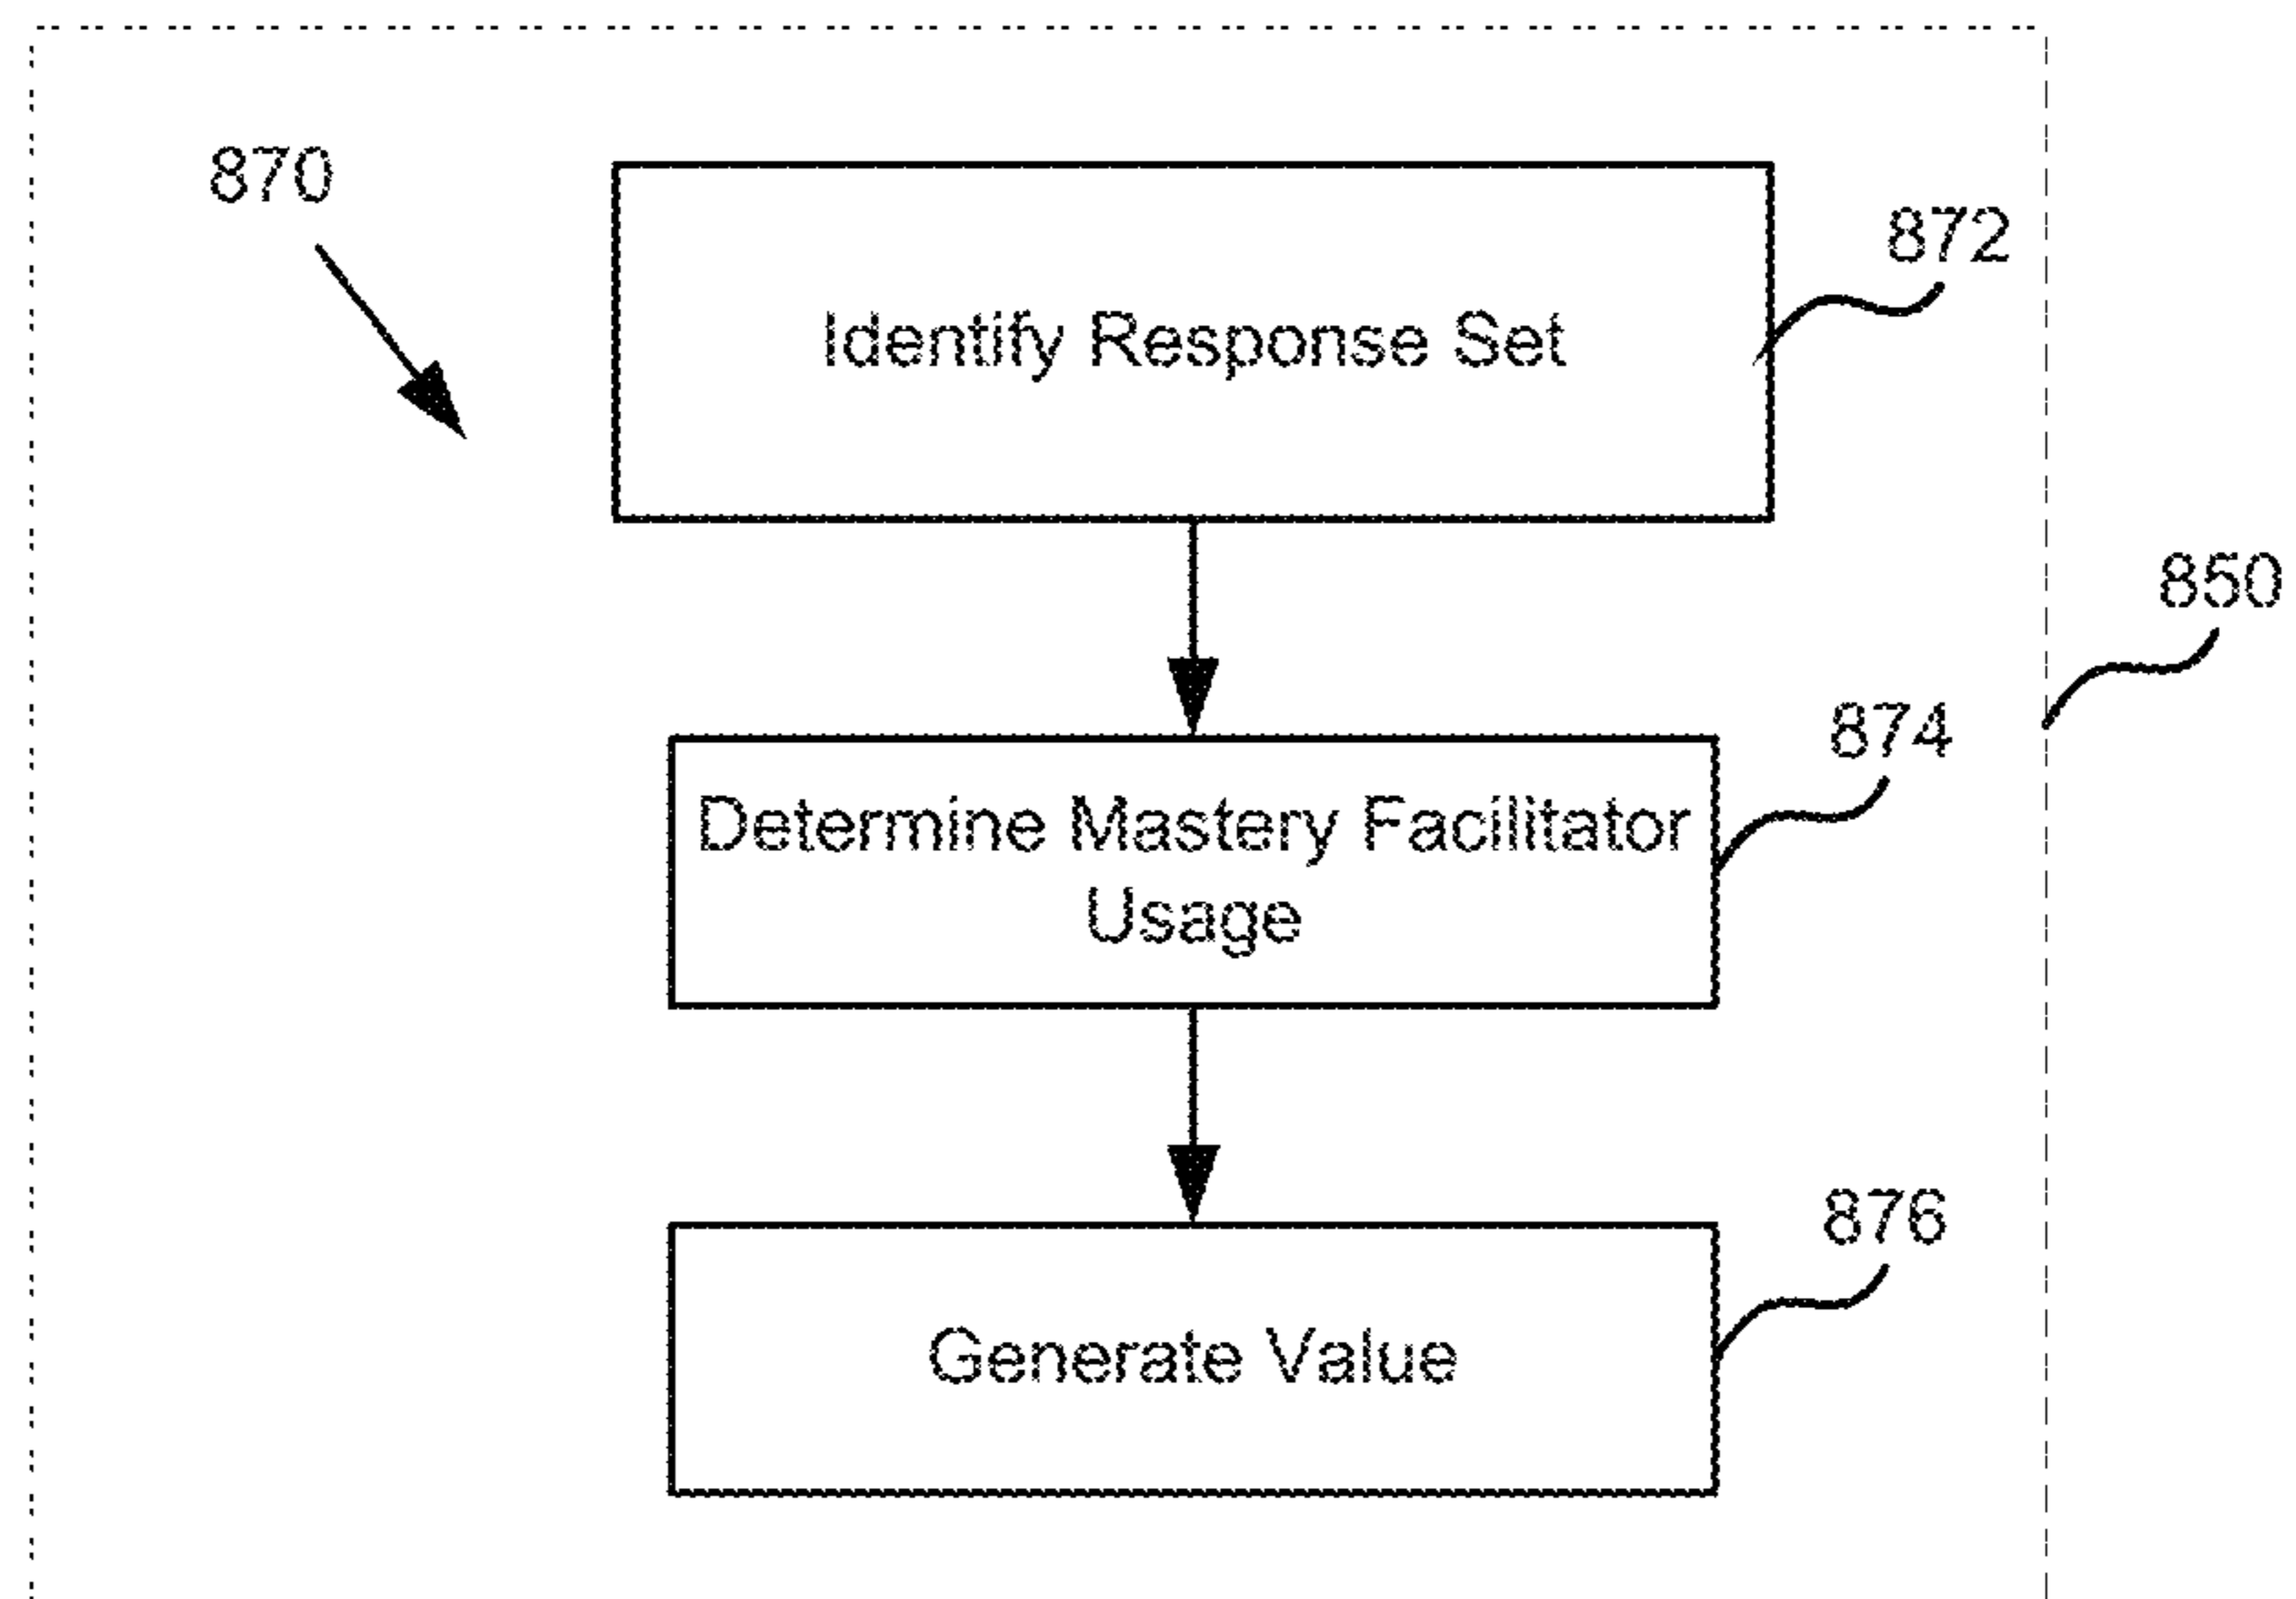 870
872
Identify Response Set
850
874
Determine Mastery Facilitator
Usage
876
Generate Value